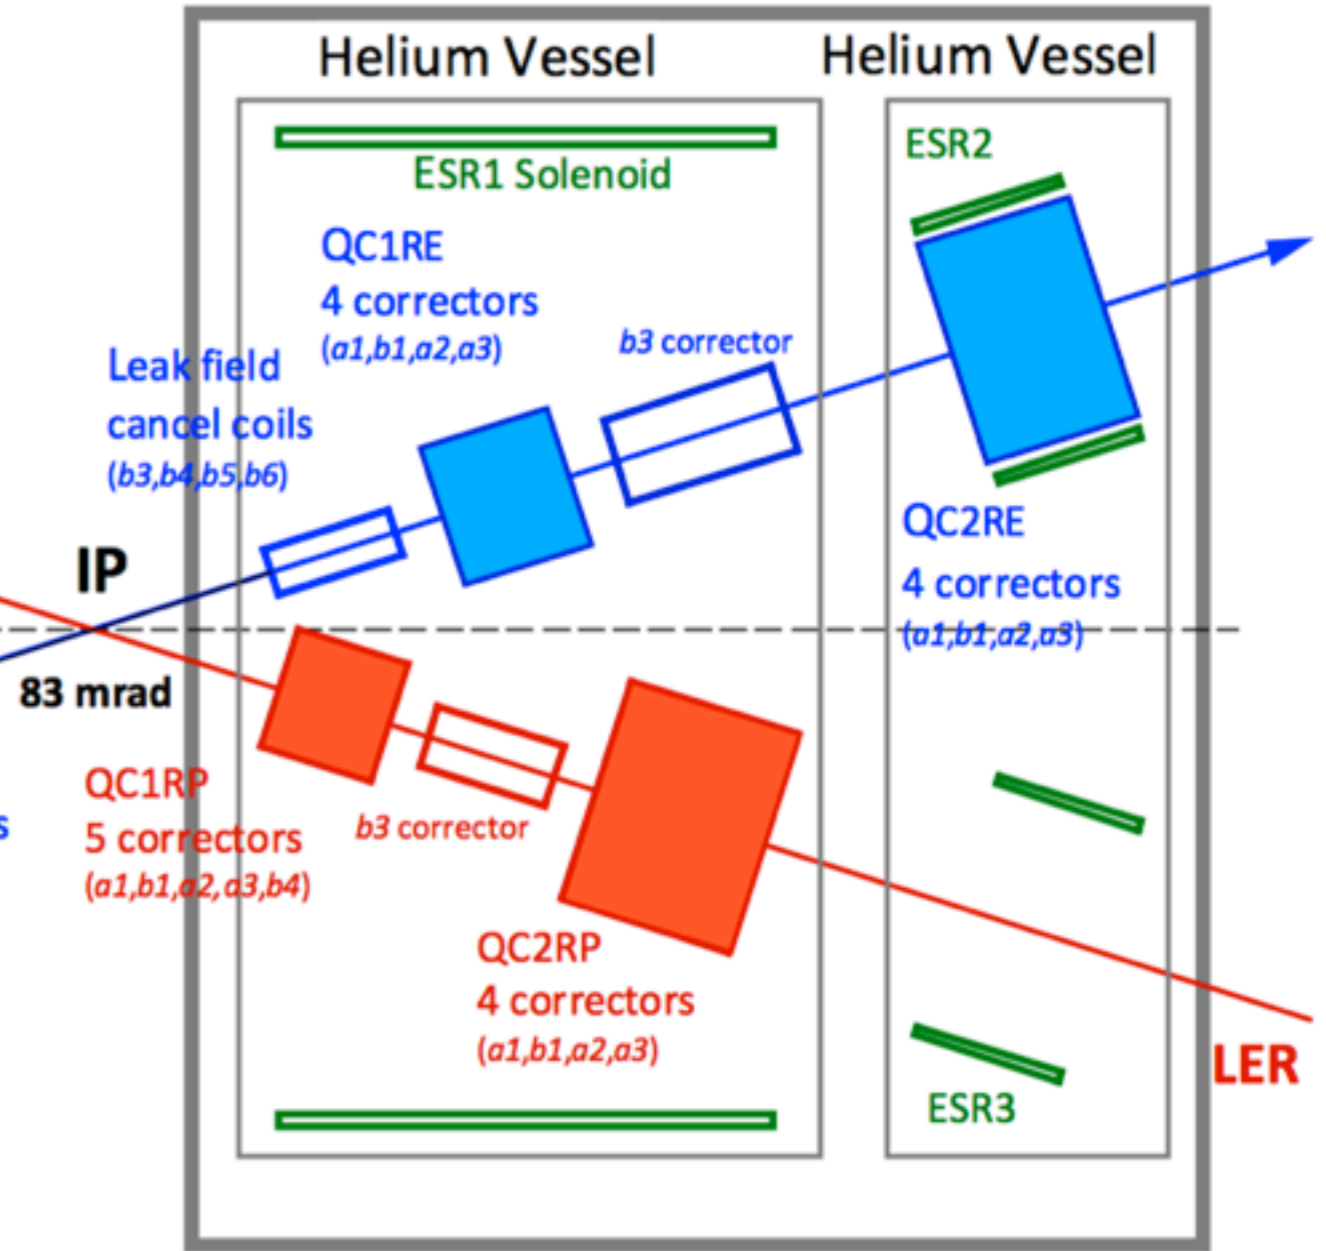 Helium Vessel
Helium Vessel
ESR1 Solenoid
ESR2
QC1RE
4 correctors
(a1,b1,a2,a3)
b3 corrector
Leak field
cancel coils
(b3,b4,b5,b6)
QC2RE
4 correctors
(a1,b1,a2,a3)
IP
83 mrad
QC1RP
5 correctors
(a1,b1,a2,a3,b4)
b3 corrector
s
QC2RP
4 correctors
(a1,b1,a2,a3)
LER
ESR3